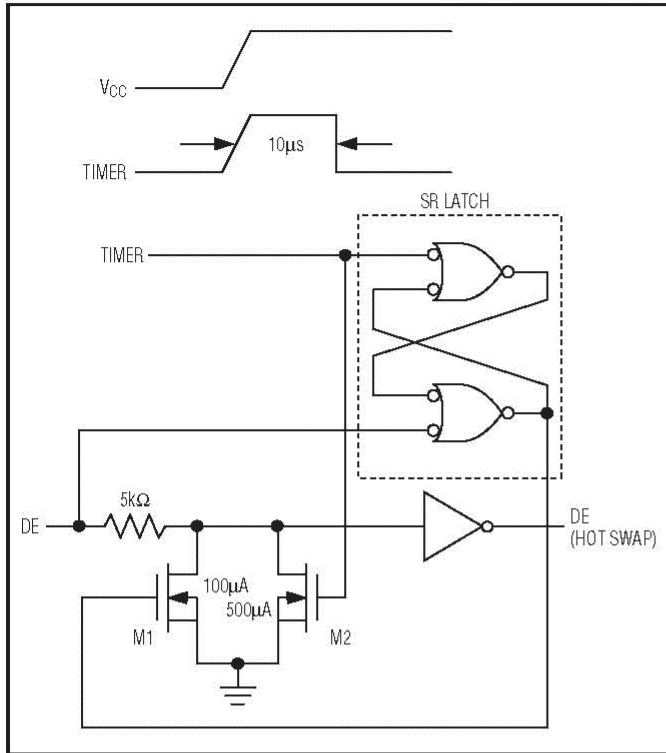 VCC
10µs
TIMER
SR LATCH
TIMER
5kΩ
DE
DE
(HOT SWAP)
100µA
500µA
M1
M2